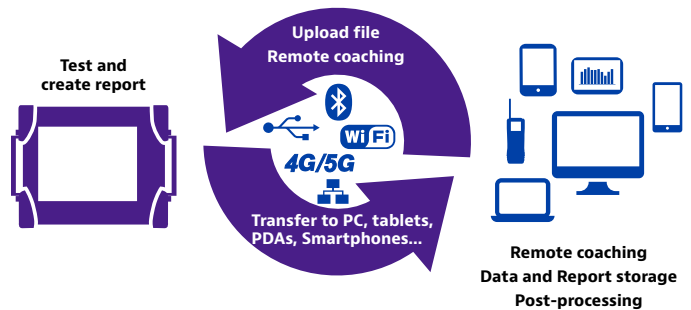 Test and
create report
Upload file
Remote coaching
WiFi
4G/5G
Transfer to PC, tablets,
PDAs, Smartphones...
Remote coaching
Data and Report storage
Post-processing